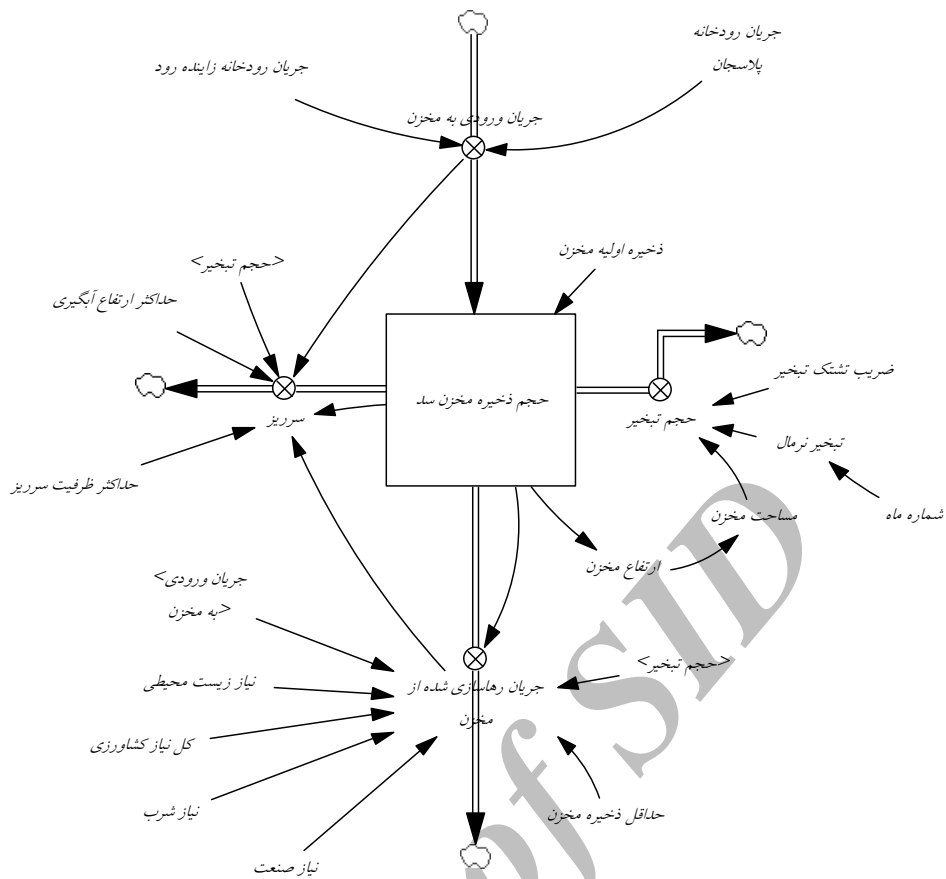 جریان رودخانه
پلاسجان
جریان رودخانه زاینده رود
جریان ورودی به مخزن
ذخیره اولیه مخزن
<حجم تبخیر>
حداکثر ارتفاع آبگیری
ضریب تشتک تبخیر
حجم ذخیره مخزن سد
سرریز
حجم تبخیر
تبخیر نرمال
حداکثر ظرفیت سرریز
شماره ماه
مساحت مخزن
ارتفاع مخزن
<جریان ورودی
به مخزن>
<حجم تبخیر>
نیاز زیست محیطی
جریان رهاسازی شده از
مخزن
کل نیاز کشاورزی
نیاز شرب
حداقل ذخیره مخزن
نیاز صنعت
of SID